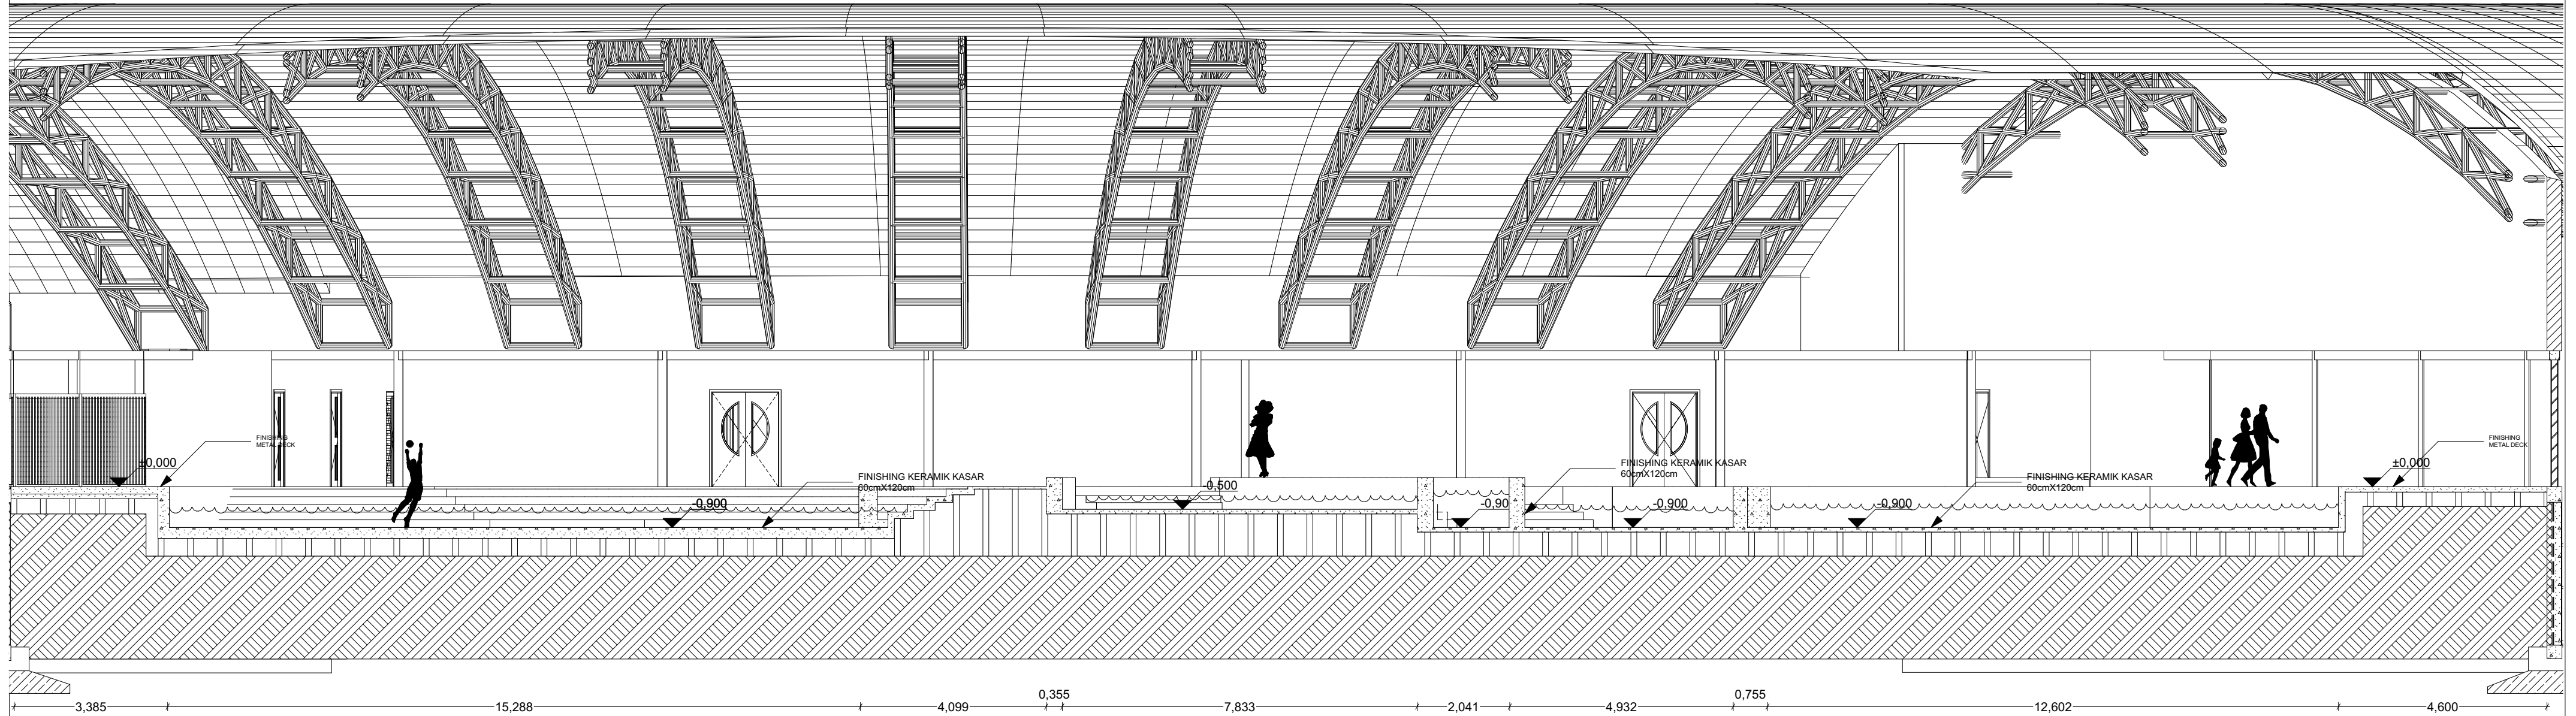 FINISHING
METAL DECK
±0,000
-0,900
FINISHING KERAMIK KASAR
60cmX120cm
-0,500
-0,90
FINISHING KERAMIK KASAR
60cmX120cm
-0,900
-0,900
FINISHING KERAMIK KASAR
60cmX120cm
±0,000
FINISHING
METAL DECK
3,385
15,288
4,099
0,355
7,833
2,041
4,932
0,755
12,602
4,600